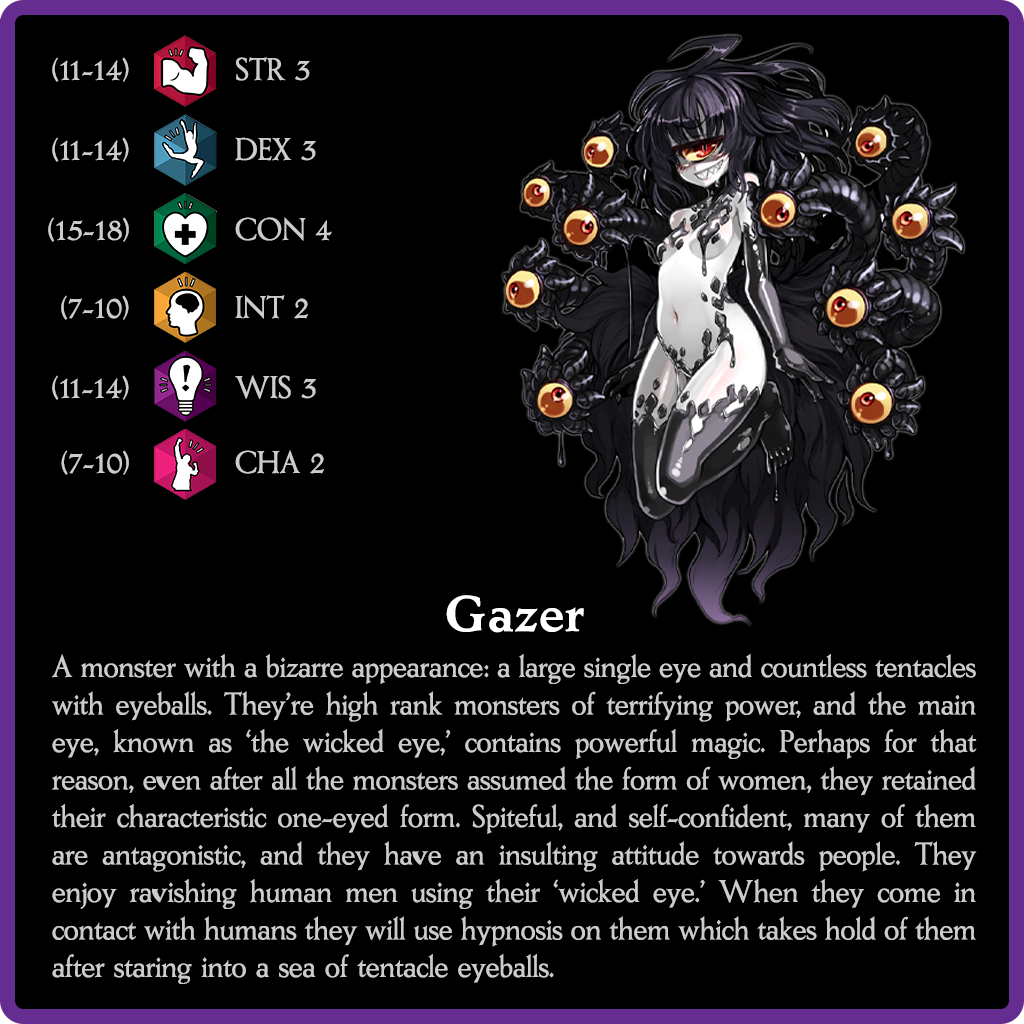 (11-14) STR 3
(11-14) DEX 3
(15-18) CON 4
(7-10) INT 2
(11-14) WIS 3
(7-10) CHA 2
Gazer
A monster with a bizarre appearance: a large single eye and countless tentacles
with eyeballs. They’re high rank monsters of terrifying power, and the main
eye, known as ‘the wicked eye,’ contains powerful magic. Perhaps for that
reason, even after all the monsters assumed the form of women, they retained
their characteristic one-eyed form. Spiteful, and self-confident, many of them
are antagonistic, and they have an insulting attitude towards people. They
enjoy ravishing human men using their ‘wicked eye.’ When they come in
contact with humans they will use hypnosis on them which takes hold of them
after staring into a sea of tentacle eyeballs.